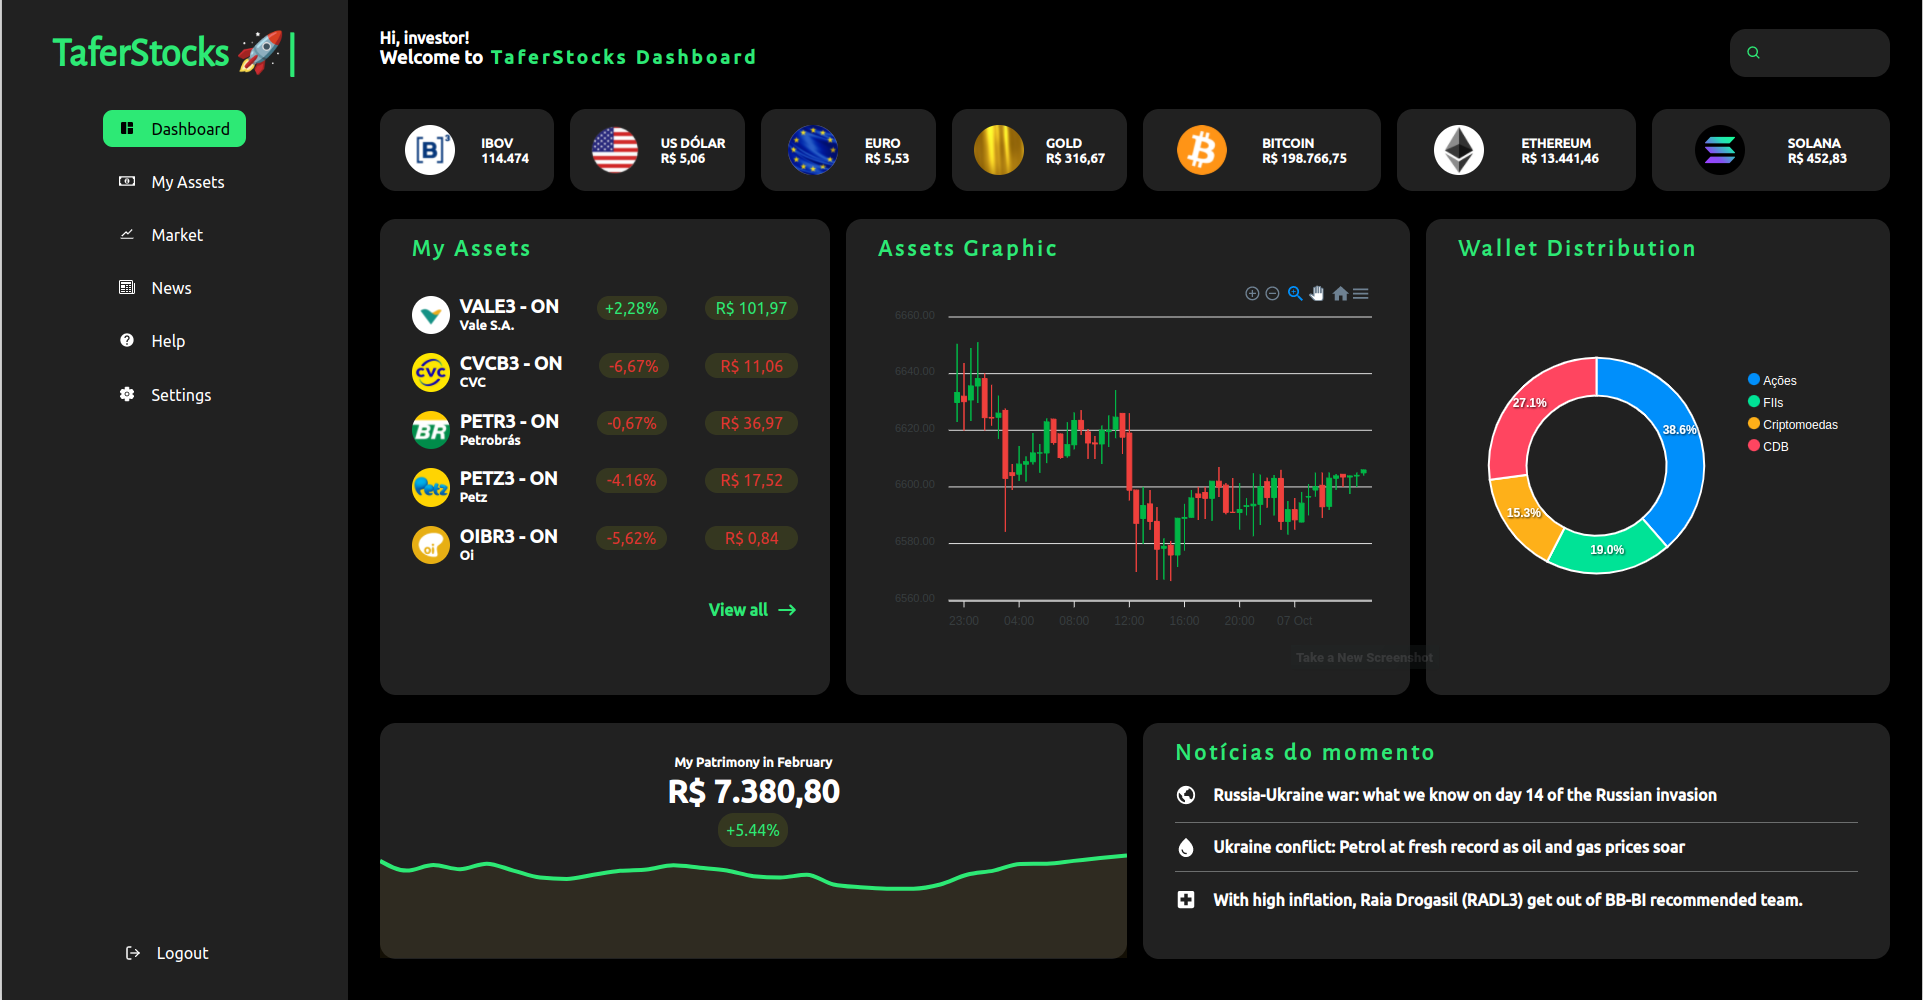 TaferStocks
Dashboard
My Assets
Market
News
Help
Settings
Logout
Hi, investor!
Welcome to TaferStocks Dashboard
IBOV
114.474
US DÓLAR
R$ 5,06
EURO
R$ 5,53
GOLD
R$ 316,67
BITCOIN
R$ 198.766,75
ETHEREUM
R$ 13.441,46
SOLANA
R$ 452,83
My Assets
VALE3 - ON
Vale S.A.
+2,28%
R$ 101,97
CVC
CVCB3 - ON
CVC
-6,67%
R$ 11,06
BR
PETR3 - ON
Petrobrás
-0,67%
R$ 36,97
Petz
PETZ3 - ON
Petz
-4.16%
R$ 17,52
oi
OIBR3 - ON
Oi
-5,62%
R$ 0,84
View all
Assets Graphic
6660.00
6640.00
6620.00
6600.00
6580.00
6560.00
23:00 04:00 08:00 12:00 16:00 20:00 07 Oct
Take a New Screenshot
Wallet Distribution
27.1%
38.6%
15.3%
19.0%
Ações
FIIs
Criptomoedas
CDB
My Patrimony in February
R$ 7.380,80
+5.44%
Notícias do momento
Russia-Ukraine war: what we know on day 14 of the Russian invasion
Ukraine conflict: Petrol at fresh record as oil and gas prices soar
With high inflation, Raia Drogasil (RADL3) get out of BB-BI recommended team.